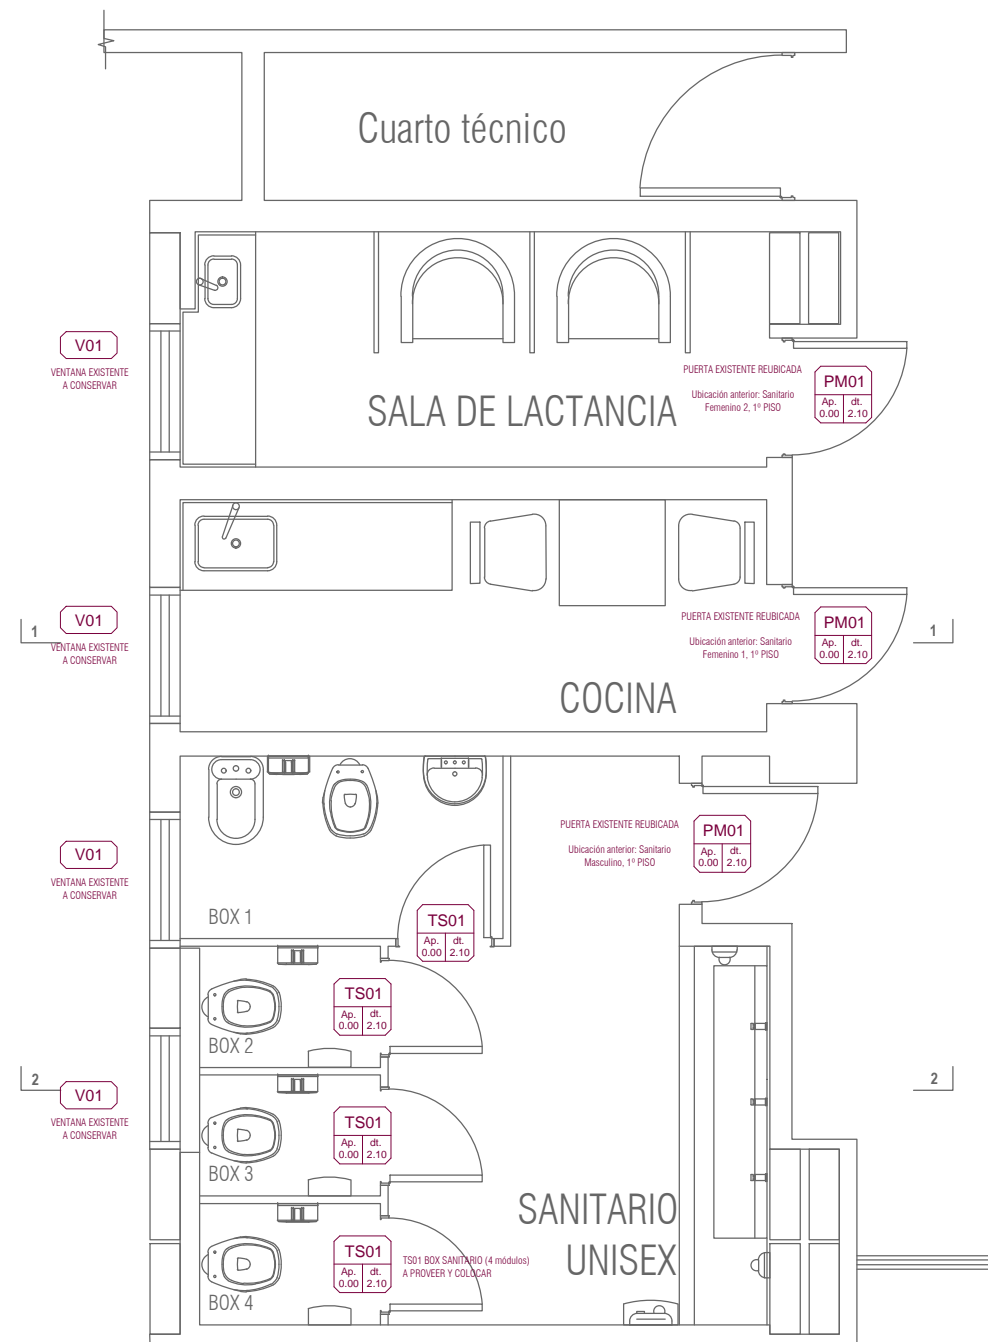 Cuarto técnico
V01
VENTANA EXISTENTE
A CONSERVAR
SALA DE LACTANCIA
PUERTA EXISTENTE REUBICADA
Ubicación anterior: Sanitario
Femenino 2, 1º PISO
PM01
Ap. dt.
0.00 2.10
V01
VENTANA EXISTENTE
A CONSERVAR
1
1
PUERTA EXISTENTE REUBICADA
Ubicación anterior: Sanitario
Femenino 1, 1º PISO
PM01
Ap. dt.
0.00 2.10
COCINA
V01
VENTANA EXISTENTE
A CONSERVAR
PUERTA EXISTENTE REUBICADA
Ubicación anterior: Sanitario
Masculino, 1º PISO
PM01
Ap. dt.
0.00 2.10
BOX 1
TS01
Ap. dt.
0.00 2.10
TS01
Ap. dt.
0.00 2.10
BOX 2
2
2
V01
VENTANA EXISTENTE
A CONSERVAR
TS01
Ap. dt.
0.00 2.10
BOX 3
SANITARIO
UNISEX
TS01
Ap. dt.
0.00 2.10
TS01 BOX SANITARIO (4 módulos)
A PROVEER Y COLOCAR
BOX 4